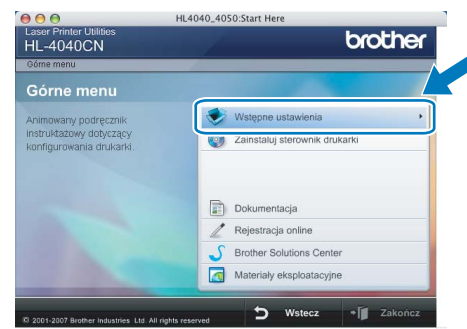 HL4040_4050:Start Here
Laser Printer Utilities
HL-4040CN
brother
Górne menu
Górne menu
Animowany podręcznik
instruktażowy dotyczący
konfigurowania drukarki.
Wstępne ustawienia
Zainstaluj sterownik drukarki
Dokumentacja
Rejestracja online
Brother Solutions Center
Materiały eksploatacyjne
© 2001-2007 Brother Industries Ltd. All rights reserved
Wstecz
Zakończ